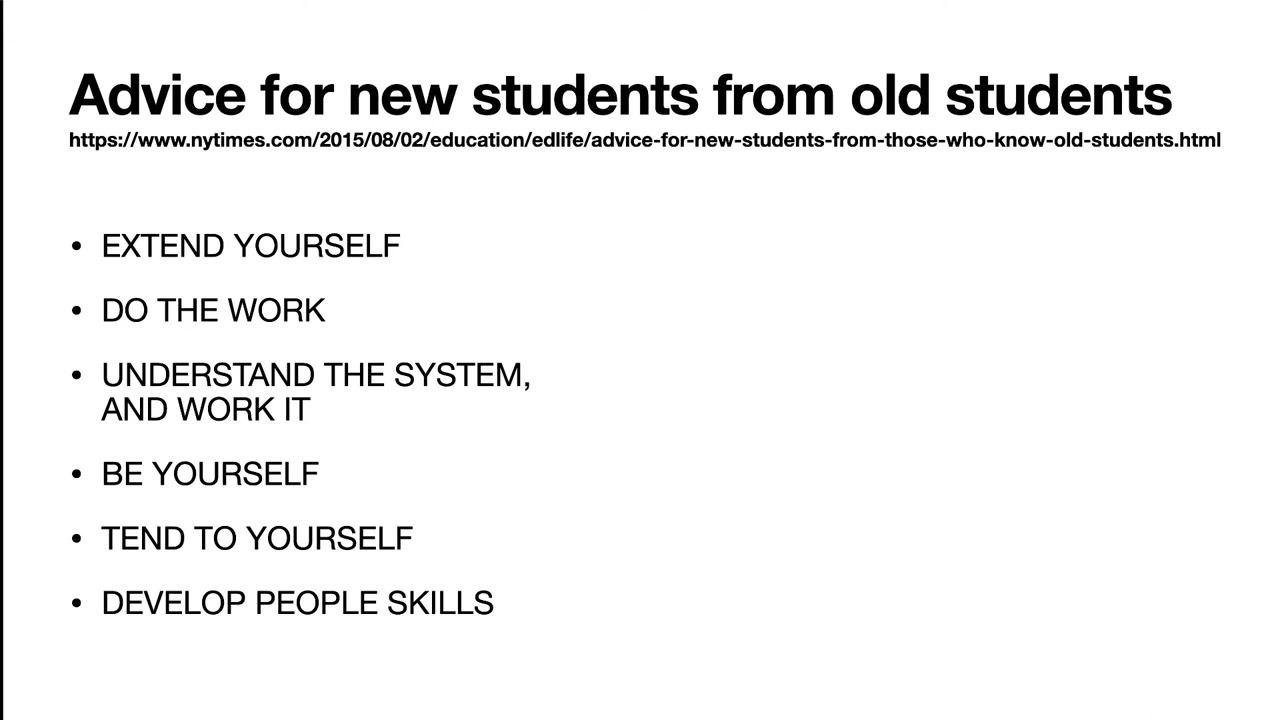 Advice for new students from old students
https://www.nytimes.com/2015/08/02/education/edlife/advice-for-new-students-from-those-who-know-old-students.html
• EXTEND YOURSELF
• DO THE WORK
• UNDERSTAND THE SYSTEM,
AND WORK IT
• BE YOURSELF
• TEND TO YOURSELF
• DEVELOP PEOPLE SKILLS